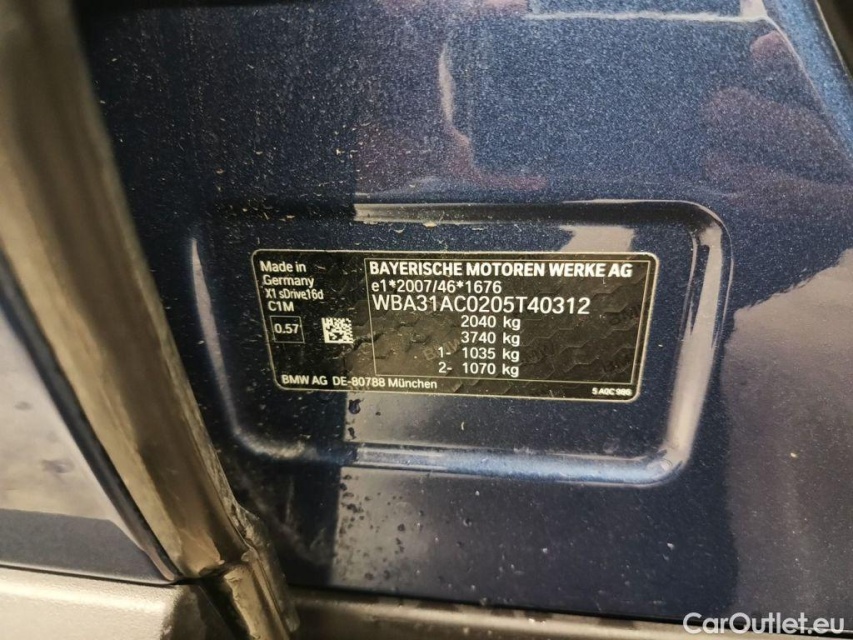 Made in
Germany
X1 sDrive16d
C1M
0.57
BAYERISCHE MOTOREN WERKE AG
e1*2007/46*1676
WBA31AC0205T40312
2040 kg
3740 kg
1- 1035 kg
2- 1070 kg
BMW AG DE-80788 München
CarOutlet.eu